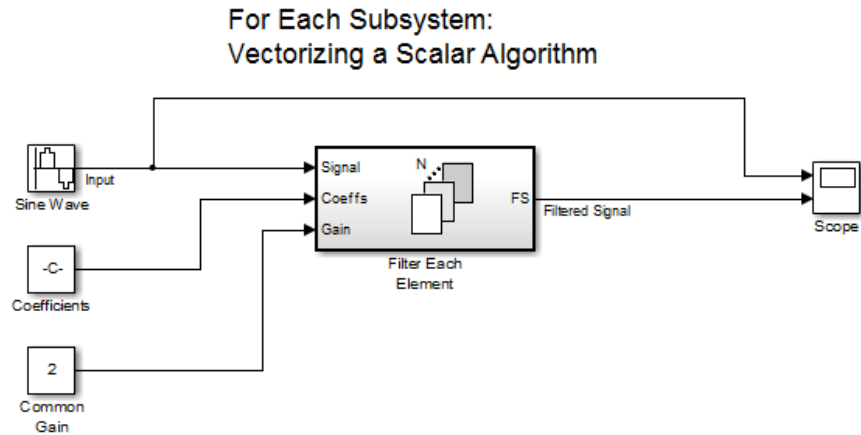 For Each Subsystem:
Vectorizing a Scalar Algorithm
Input
Sine Wave
Signal
Coeffs
Gain
N
FS
Filter Each
Element
Filtered Signal
Scope
-C-
Coefficients
2
Common
Gain